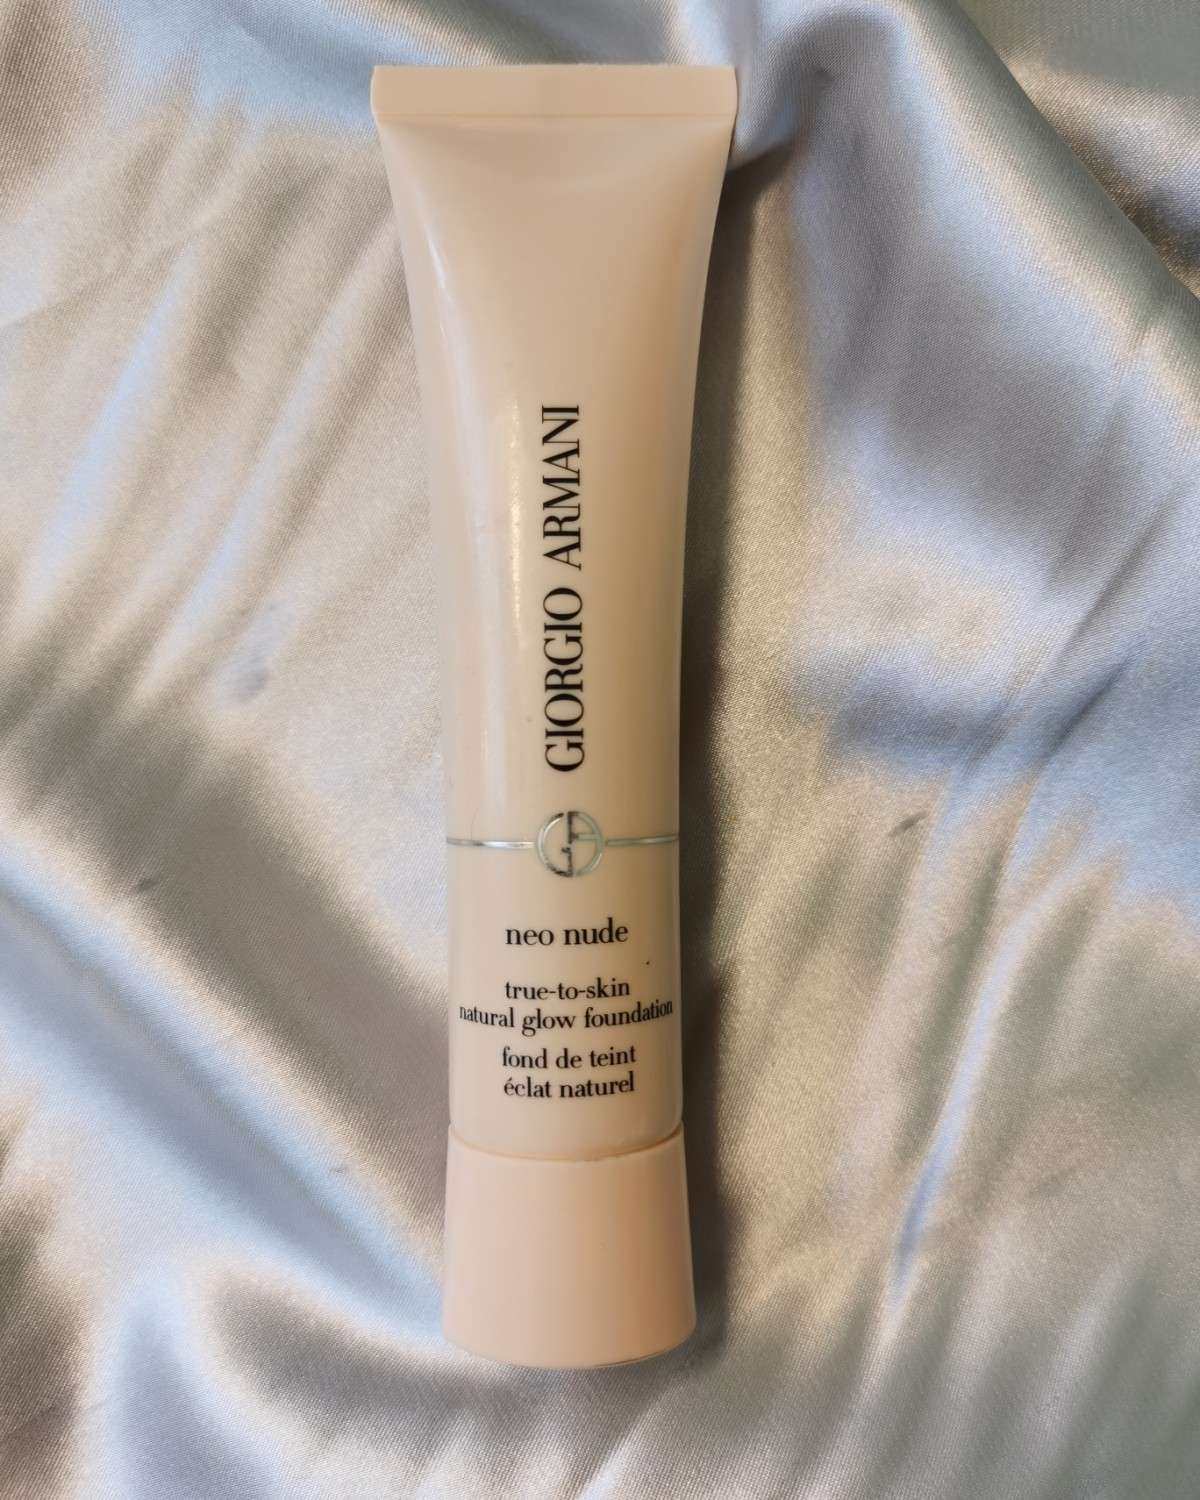 GIORGIO ARMANI
neo nude
true-to-skin
natural glow foundation
fond de teint
éclat naturel